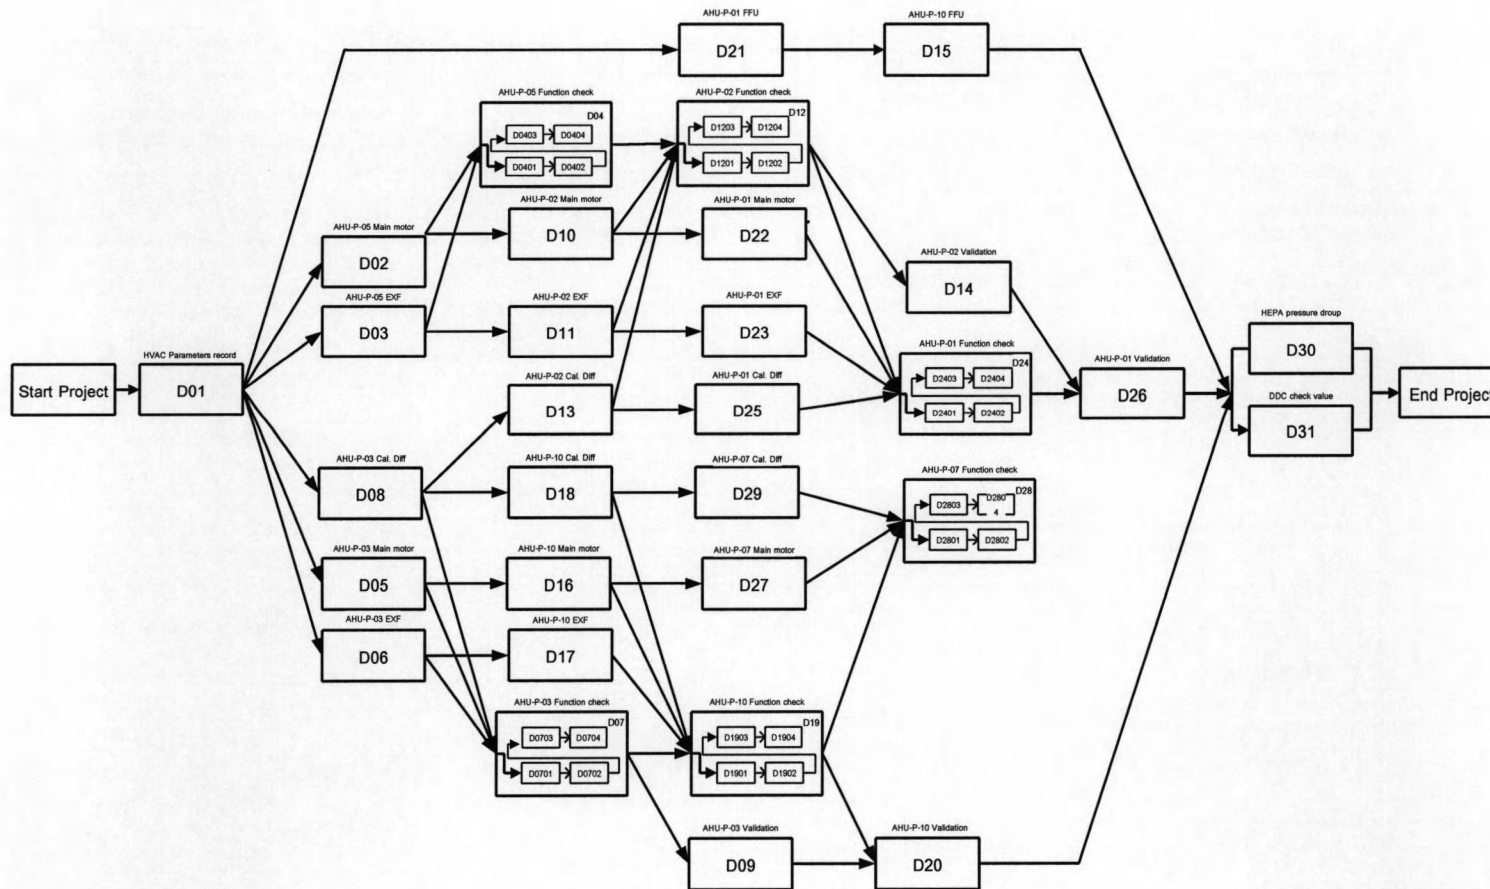 AHU-P-01 FFU
D21
AHU-P-10 FFU
D15
AHU-P-05 Function check
D04
D0403
D0404
D0401
D0402
AHU-P-02 Function check
D12
D1203
D1204
D1201
D1202
AHU-P-05 Main motor
D02
AHU-P-02 Main motor
D10
AHU-P-01 Main motor
D22
AHU-P-02 Validation
D14
AHU-P-05 EXF
D03
AHU-P-02 EXF
D11
AHU-P-01 EXF
D23
HEPA pressure droup
D30
Start Project
HVAC Parameters record
D01
AHU-P-02 Cal. Diff
D13
AHU-P-01 Cal. Diff
D25
AHU-P-01 Function check
D24
D2403
D2404
D2401
D2402
AHU-P-01 Validation
D26
DDC check value
D31
End Project
AHU-P-03 Cal. Diff
D08
AHU-P-10 Cal. Diff
D18
AHU-P-07 Cal. Diff
D29
AHU-P-07 Function check
D28
D2803
D280
4
D2801
D2802
AHU-P-03 Main motor
D05
AHU-P-10 Main motor
D16
AHU-P-07 Main motor
D27
AHU-P-03 EXF
D06
AHU-P-10 EXF
D17
AHU-P-03 Function check
D07
D0703
D0704
D0701
D0702
AHU-P-10 Function check
D19
D1903
D1904
D1901
D1902
AHU-P-03 Validation
D09
AHU-P-10 Validation
D20